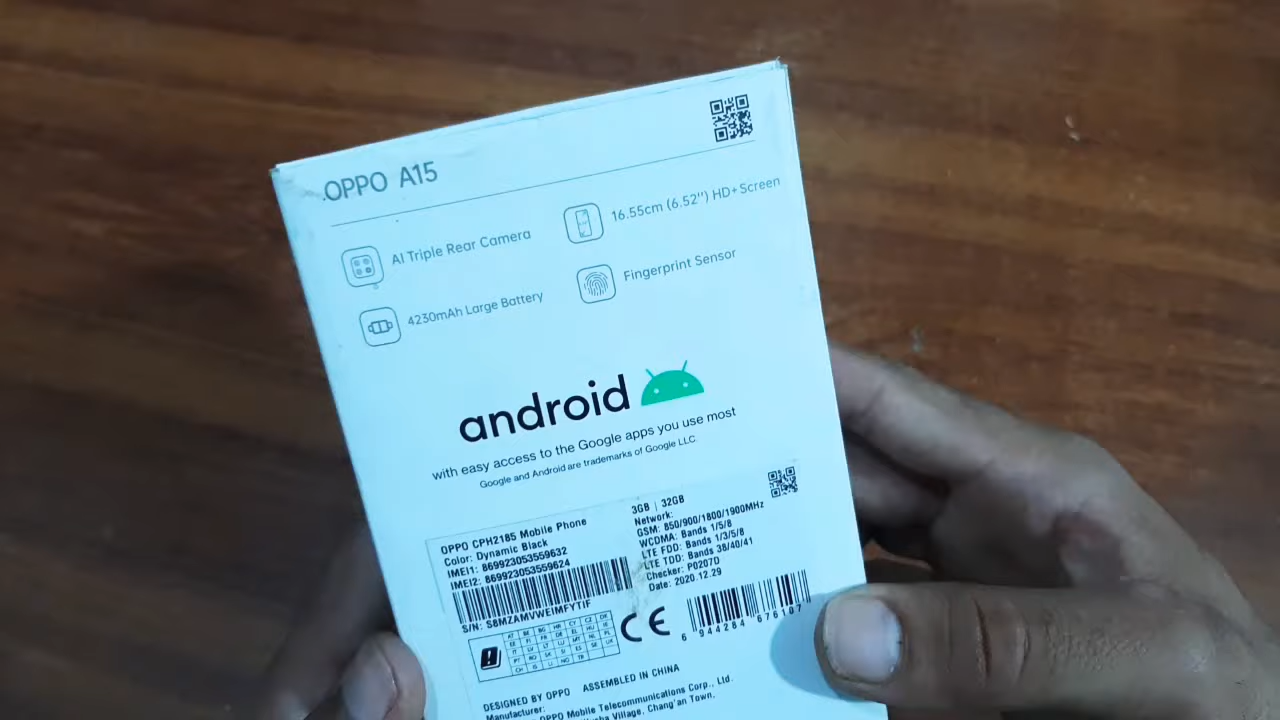 OPPO A15
AI Triple Rear Camera
16.55cm (6.52'') HD+ Screen
4230mAh Large Battery
Fingerprint Sensor
android
with easy access to the Google apps you use most
Google and Android are trademarks of Google LLC.
OPPO CPH2185 Mobile Phone
Color: Dynamic Black
IMEI1: 869923053559632
IMEI2: 869923053559624
S/N: S8MZAMVWEIMFYTIF
3GB | 32GB
Network:
GSM: 850/900/1800/1900MHz
WCDMA: Bands 1/5/8
LTE FDD: Bands 1/3/5/8
LTE TDD: Bands 38/40/41
Checker: P0207D
Date: 2020.12.29
CE
6 944284 676107
DESIGNED BY OPPO ASSEMBLED IN CHINA
Manufacturer:
OPPO Mobile Telecommunications Corp., Ltd.
Village, Chang'an Town,